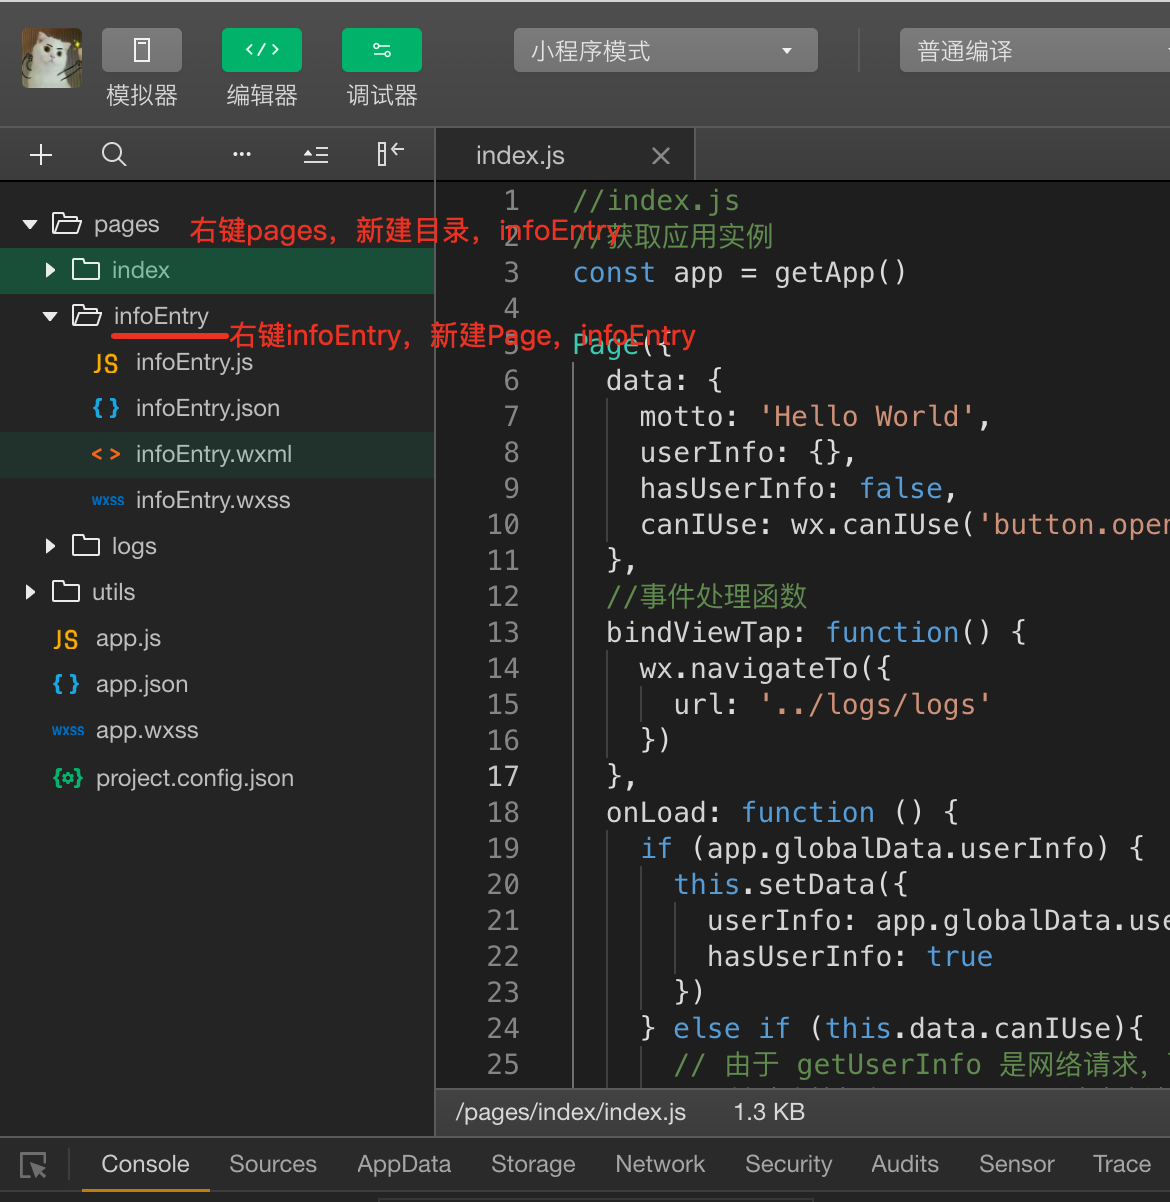 小程序模式
普通编译
模拟器
编辑器
调试器
index.js
pages
右键pages，新建目录，infoEntry
index
infoEntry
右键infoEntry，新建Page，infoEntry
infoEntry.js
infoEntry.json
infoEntry.wxml
infoEntry.wxss
logs
utils
JS app.js
{ } app.json
wxss app.wxss
project.config.json
1 //index.js
2 //获取应用实例
3 const app = getApp()
4
5 Page({
6 data: {
7 motto: 'Hello World',
8 userInfo: {},
9 hasUserInfo: false,
10 canIUse: wx.canIUse('button.open
11 },
12 //事件处理函数
13 bindViewTap: function() {
14 wx.navigateTo({
15 url: '../logs/logs'
16 })
17 },
18 onLoad: function () {
19 if (app.globalData.userInfo) {
20 this.setData({
21 userInfo: app.globalData.use
22 hasUserInfo: true
23 })
24 } else if (this.data.canIUse){
25 // 由于 getUserInfo 是网络请求，
/pages/index/index.js 1.3 KB
Console Sources AppData Storage Network Security Audits Sensor Trace